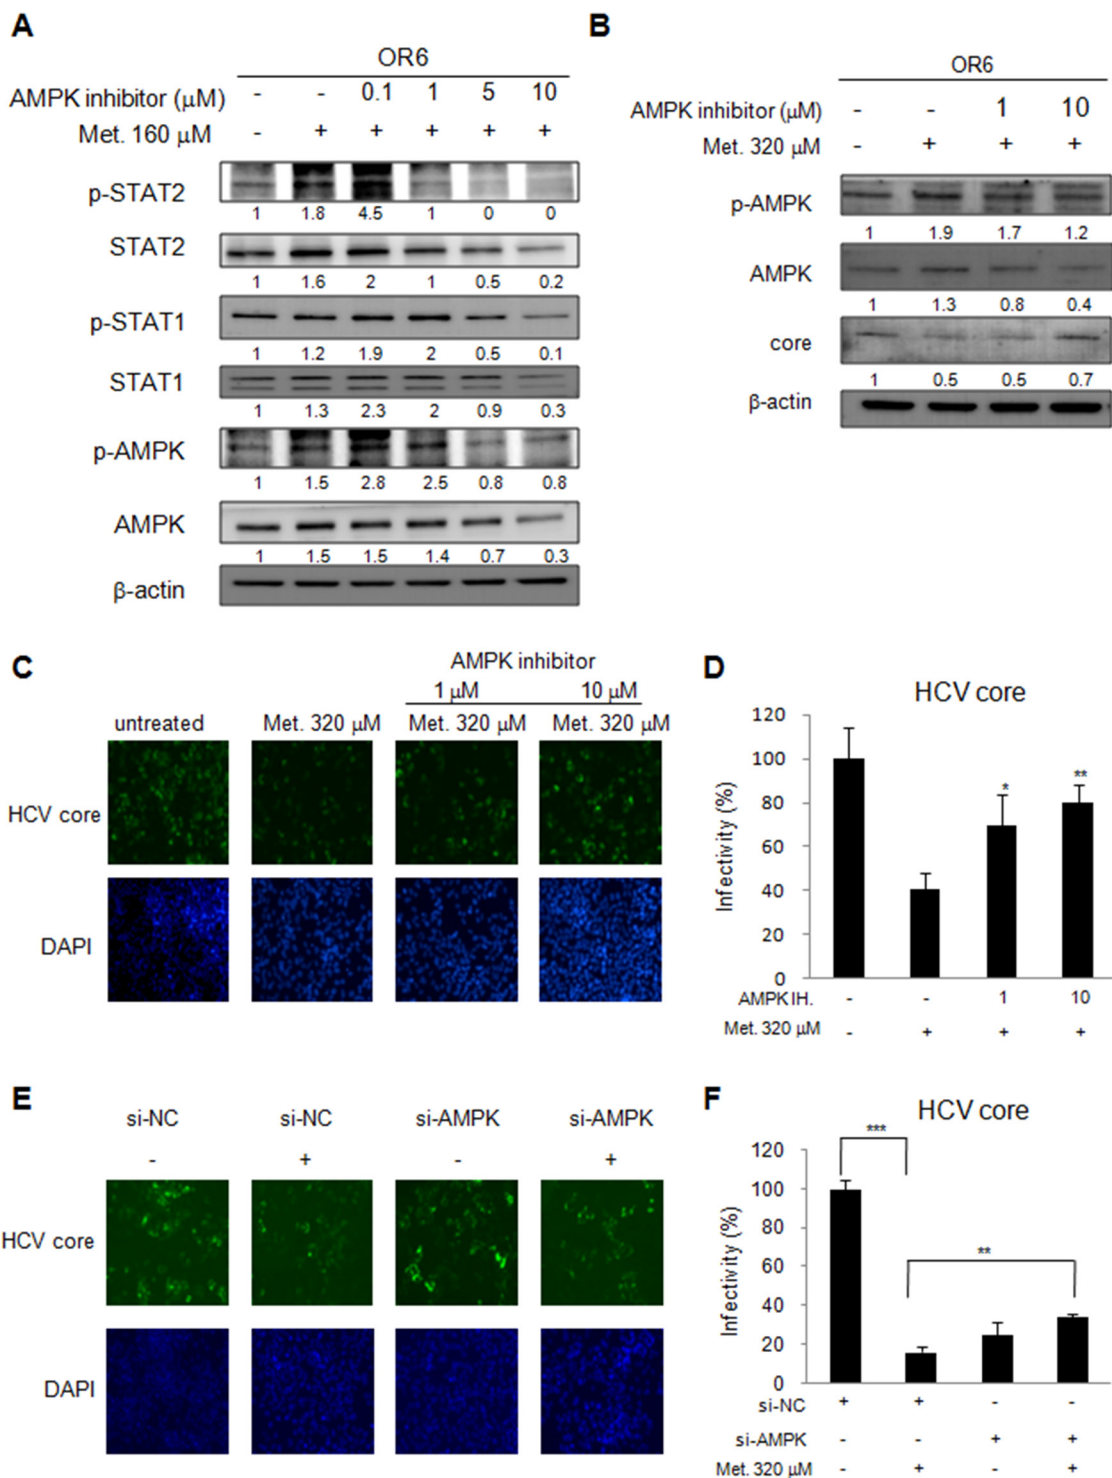 A
OR6
AMPK inhibitor (μM) - - 0.1 1 5 10
Met. 160 μM - + + + + +
p-STAT2
1 1.8 4.5 1 0 0
STAT2
1 1.6 2 1 0.5 0.2
p-STAT1
1 1.2 1.9 2 0.5 0.1
STAT1
1 1.3 2.3 2 0.9 0.3
p-AMPK
1 1.5 2.8 2.5 0.8 0.8
AMPK
1 1.5 1.5 1.4 0.7 0.3
β-actin
B
OR6
AMPK inhibitor (μM) - - 1 10
Met. 320 μM - + + +
p-AMPK
1 1.9 1.7 1.2
AMPK
1 1.3 0.8 0.4
core
1 0.5 0.5 0.7
β-actin
C
AMPK inhibitor
1 μM 10 μM
untreated Met. 320 μM Met. 320 μM Met. 320 μM
HCV core
DAPI
D
HCV core
Infectivity (%)
120
100
80
60
40
20
0
* **
AMPK IH. - - 1 10
Met. 320 μM - + + +
E
si-NC si-NC si-AMPK si-AMPK
- + - +
HCV core
DAPI
F
HCV core
Infectivity (%)
120
100
80
60
40
20
0
***
**
si-NC + + - -
si-AMPK - - + +
Met. 320 μM - + - +